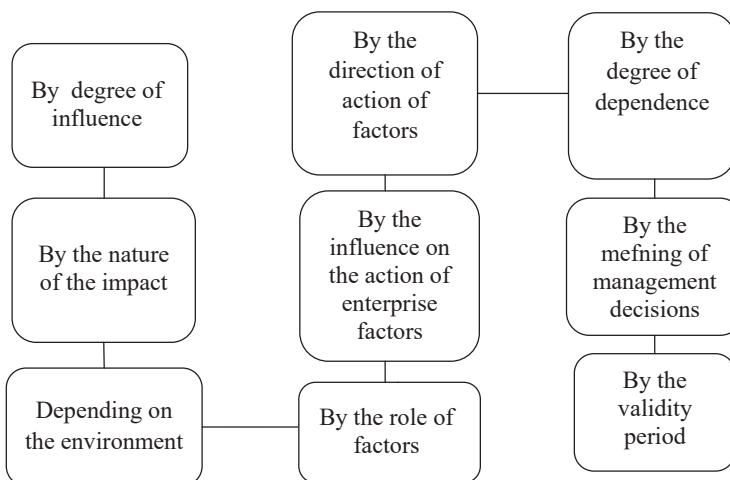 By degree of
influence
By the nature
of the impact
Depending on
the environment
By the role of
factors
By the
influence on
the action of
enterprise
factors
By the
direction of
action of
factors
By the
degree of
dependence
By the
mefning of
management
decisions
By the
validity
period